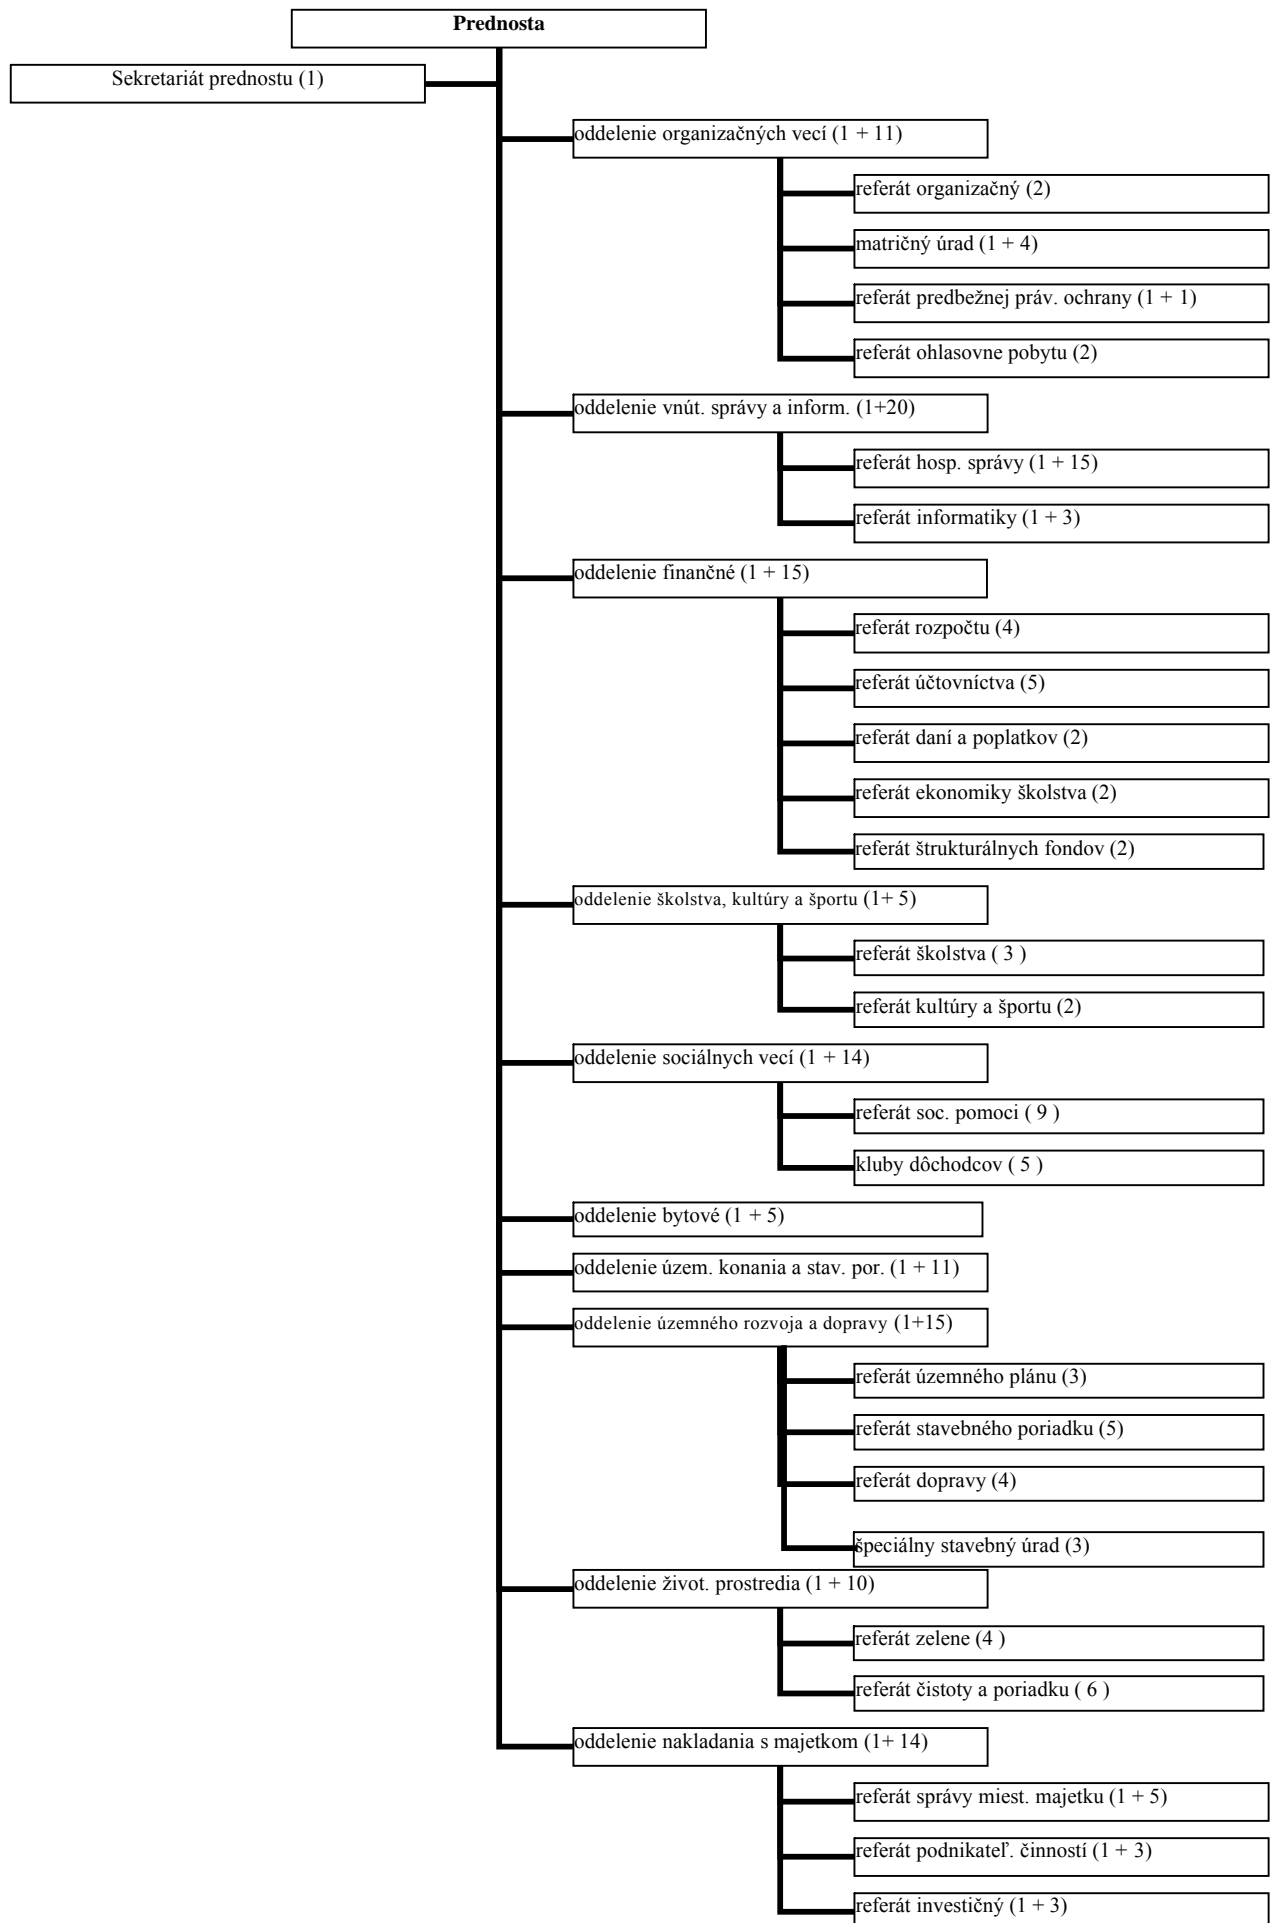 Prednosta
Sekretariát prednostu (1)
oddelenie organizačných vecí (1 + 11)
referát organizačný (2)
matričný úrad (1 + 4)
referát predbežnej práv. ochrany (1 + 1)
referát ohlasovne pobytu (2)
oddelenie vnút. správy a inform. (1+20)
referát hosp. správy (1 + 15)
referát informatiky (1 + 3)
oddelenie finančné (1 + 15)
referát rozpočtu (4)
referát účtovníctva (5)
referát daní a poplatkov (2)
referát ekonomiky školstva (2)
referát štrukturálnych fondov (2)
oddelenie školstva, kultúry a športu (1+ 5)
referát školstva ( 3 )
referát kultúry a športu (2)
oddelenie sociálnych vecí (1 + 14)
referát soc. pomoci ( 9 )
kluby dôchodcov ( 5 )
oddelenie bytové (1 + 5)
oddelenie územ. konania a stav. por. (1 + 11)
oddelenie územného rozvoja a dopravy (1+15)
referát územného plánu (3)
referát stavebného poriadku (5)
referát dopravy (4)
špeciálny stavebný úrad (3)
oddelenie život. prostredia (1 + 10)
referát zelene (4 )
referát čistoty a poriadku ( 6 )
oddelenie nakladania s majetkom (1+ 14)
referát správy miest. majetku (1 + 5)
referát podnikateľ. činností (1 + 3)
referát investičný (1 + 3)